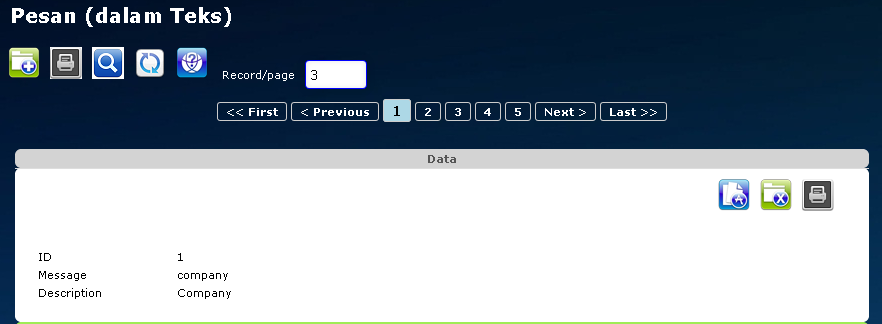 Pesan (dalam Teks)
Record/page 3
<< First < Previous 1 2 3 4 5 Next > Last >>
Data
ID 1
Message company
Description Company